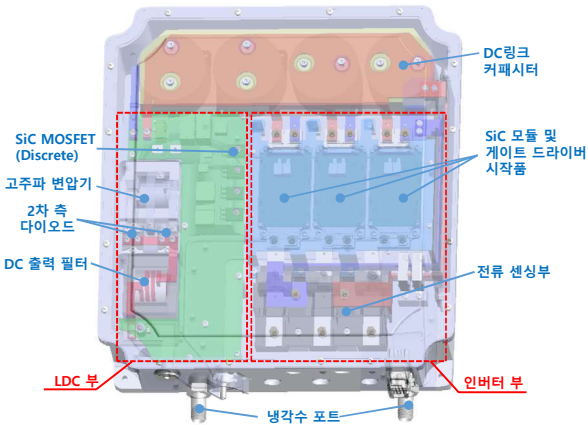 DC링크
커패시터
SiC MOSFET
(Discrete)
고주파 변압기
2차 측
다이오드
DC 출력 필터
SiC 모듈 및
게이트 드라이버
시작품
전류 센싱부
LDC 부
인버터 부
냉각수 포트